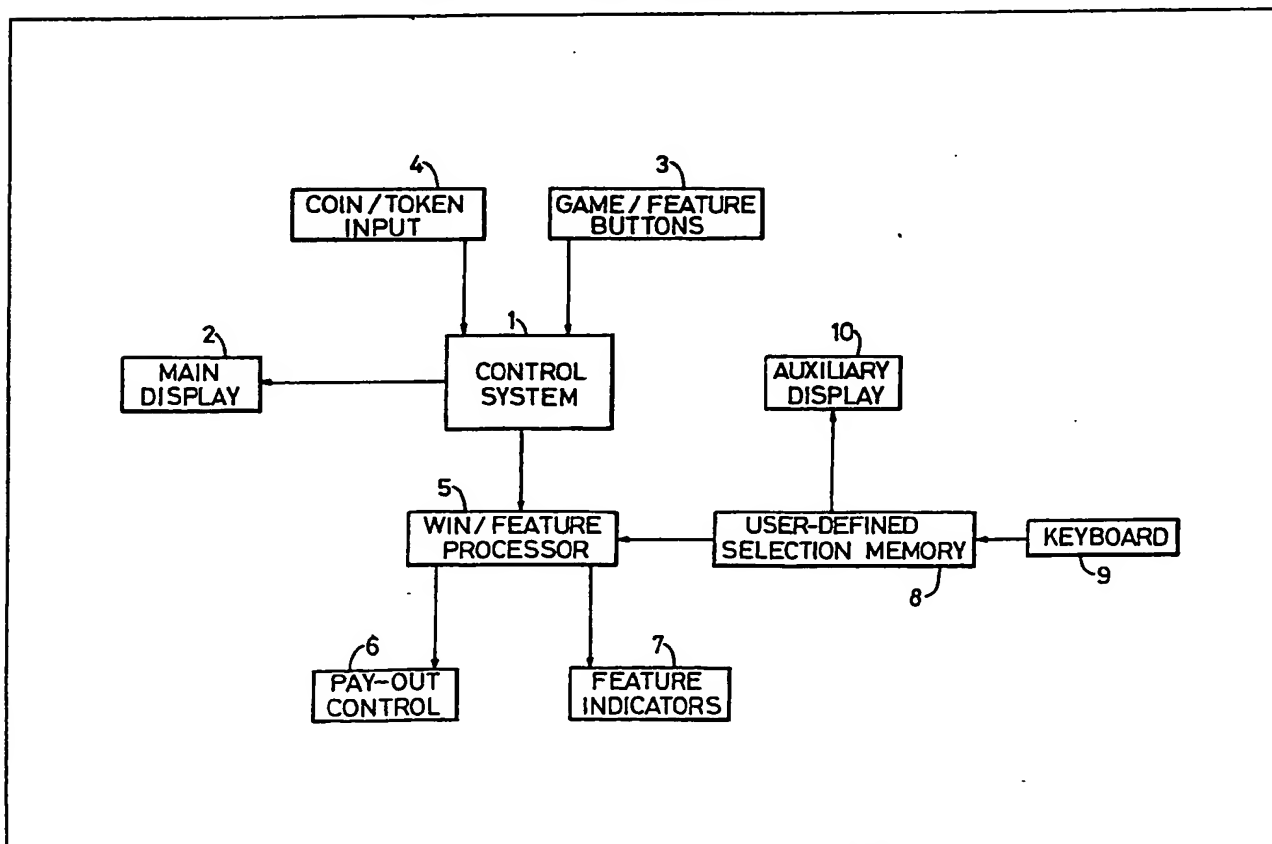 4
COIN/TOKEN
INPUT
3
GAME/FEATURE
BUTTONS
2
MAIN
DISPLAY
1
CONTROL
SYSTEM
10
AUXILIARY
DISPLAY
5
WIN/FEATURE
PROCESSOR
USER-DEFINED
SELECTION MEMORY
8
KEYBOARD
9
6
PAY-OUT
CONTROL
7
FEATURE
INDICATORS